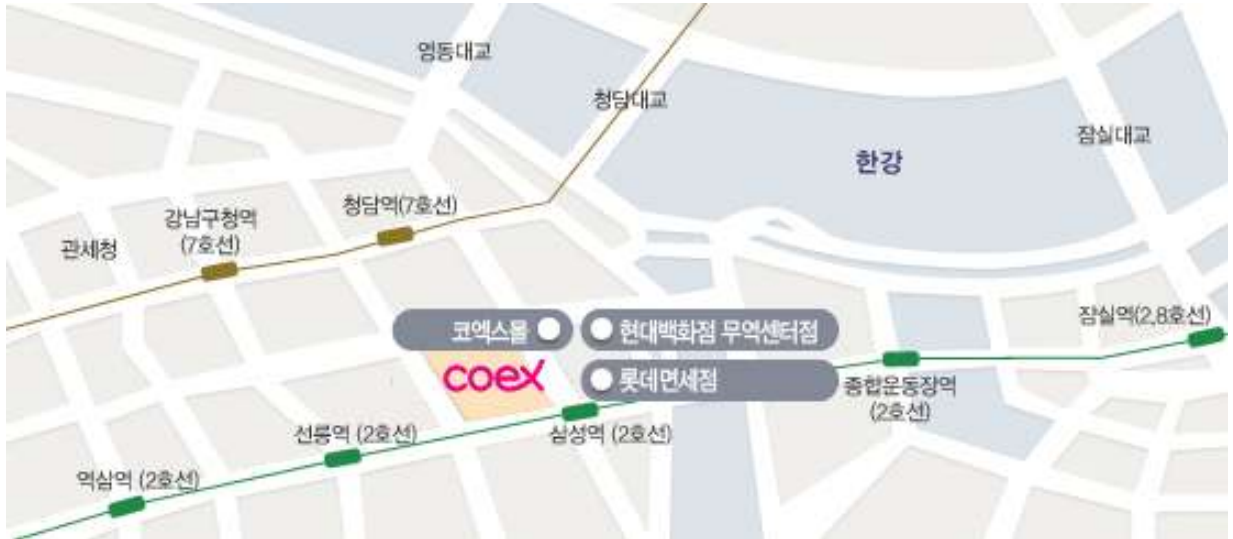 영동대교
청담대교
잠실대교
한강
청담역(7호선)
강남구청역
(7호선)
관세청
잠실역(2,8호선)
코엑스몰
현대백화점 무역센터점
coex
롯데면세점
종합운동장역
(2호선)
선릉역 (2호선)
삼성역 (2호선)
역삼역 (2호선)